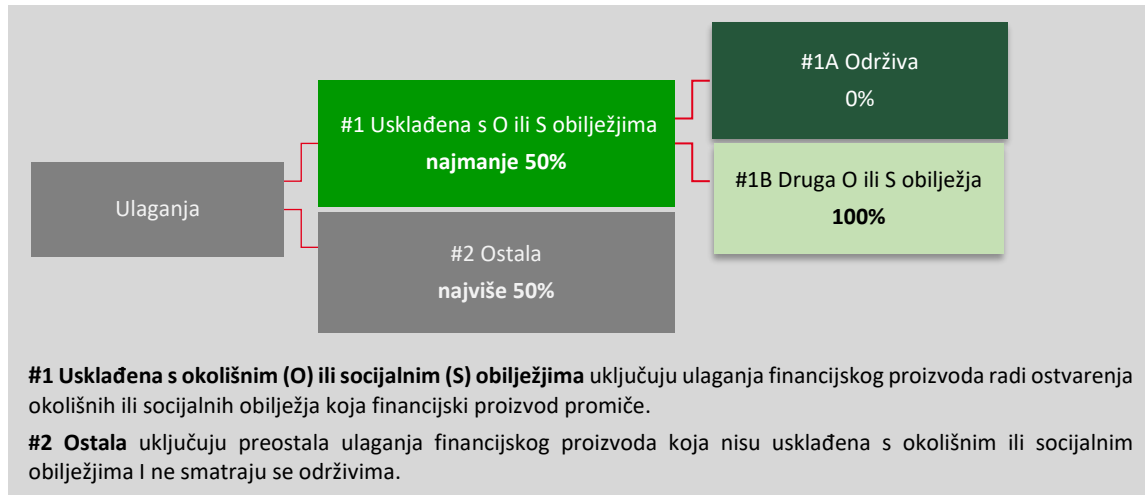 #1A Održiva
0%
#1 Usklađena s O ili S obilježjima
najmanje 50%
#1B Druga O ili S obilježja
100%
Ulaganja
#2 Ostala
najviše 50%
#1 Usklađena s okolišnim (O) ili socijalnim (S) obilježjima uključuju ulaganja financijskog proizvoda radi ostvarenja
okolišnih ili socijalnih obilježja koja financijski proizvod promiče.
#2 Ostala uključuju preostala ulaganja financijskog proizvoda koja nisu usklađena s okolišnim ili socijalnim
obilježjima I ne smatraju se održivima.